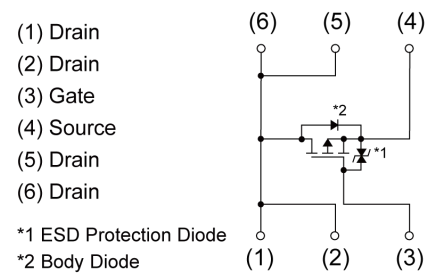 (1) Drain
(2) Drain
(3) Gate
(4) Source
(5) Drain
(6) Drain
*1 ESD Protection Diode
*2 Body Diode
(6) (5) (4)
*2
*1
(1) (2) (3)